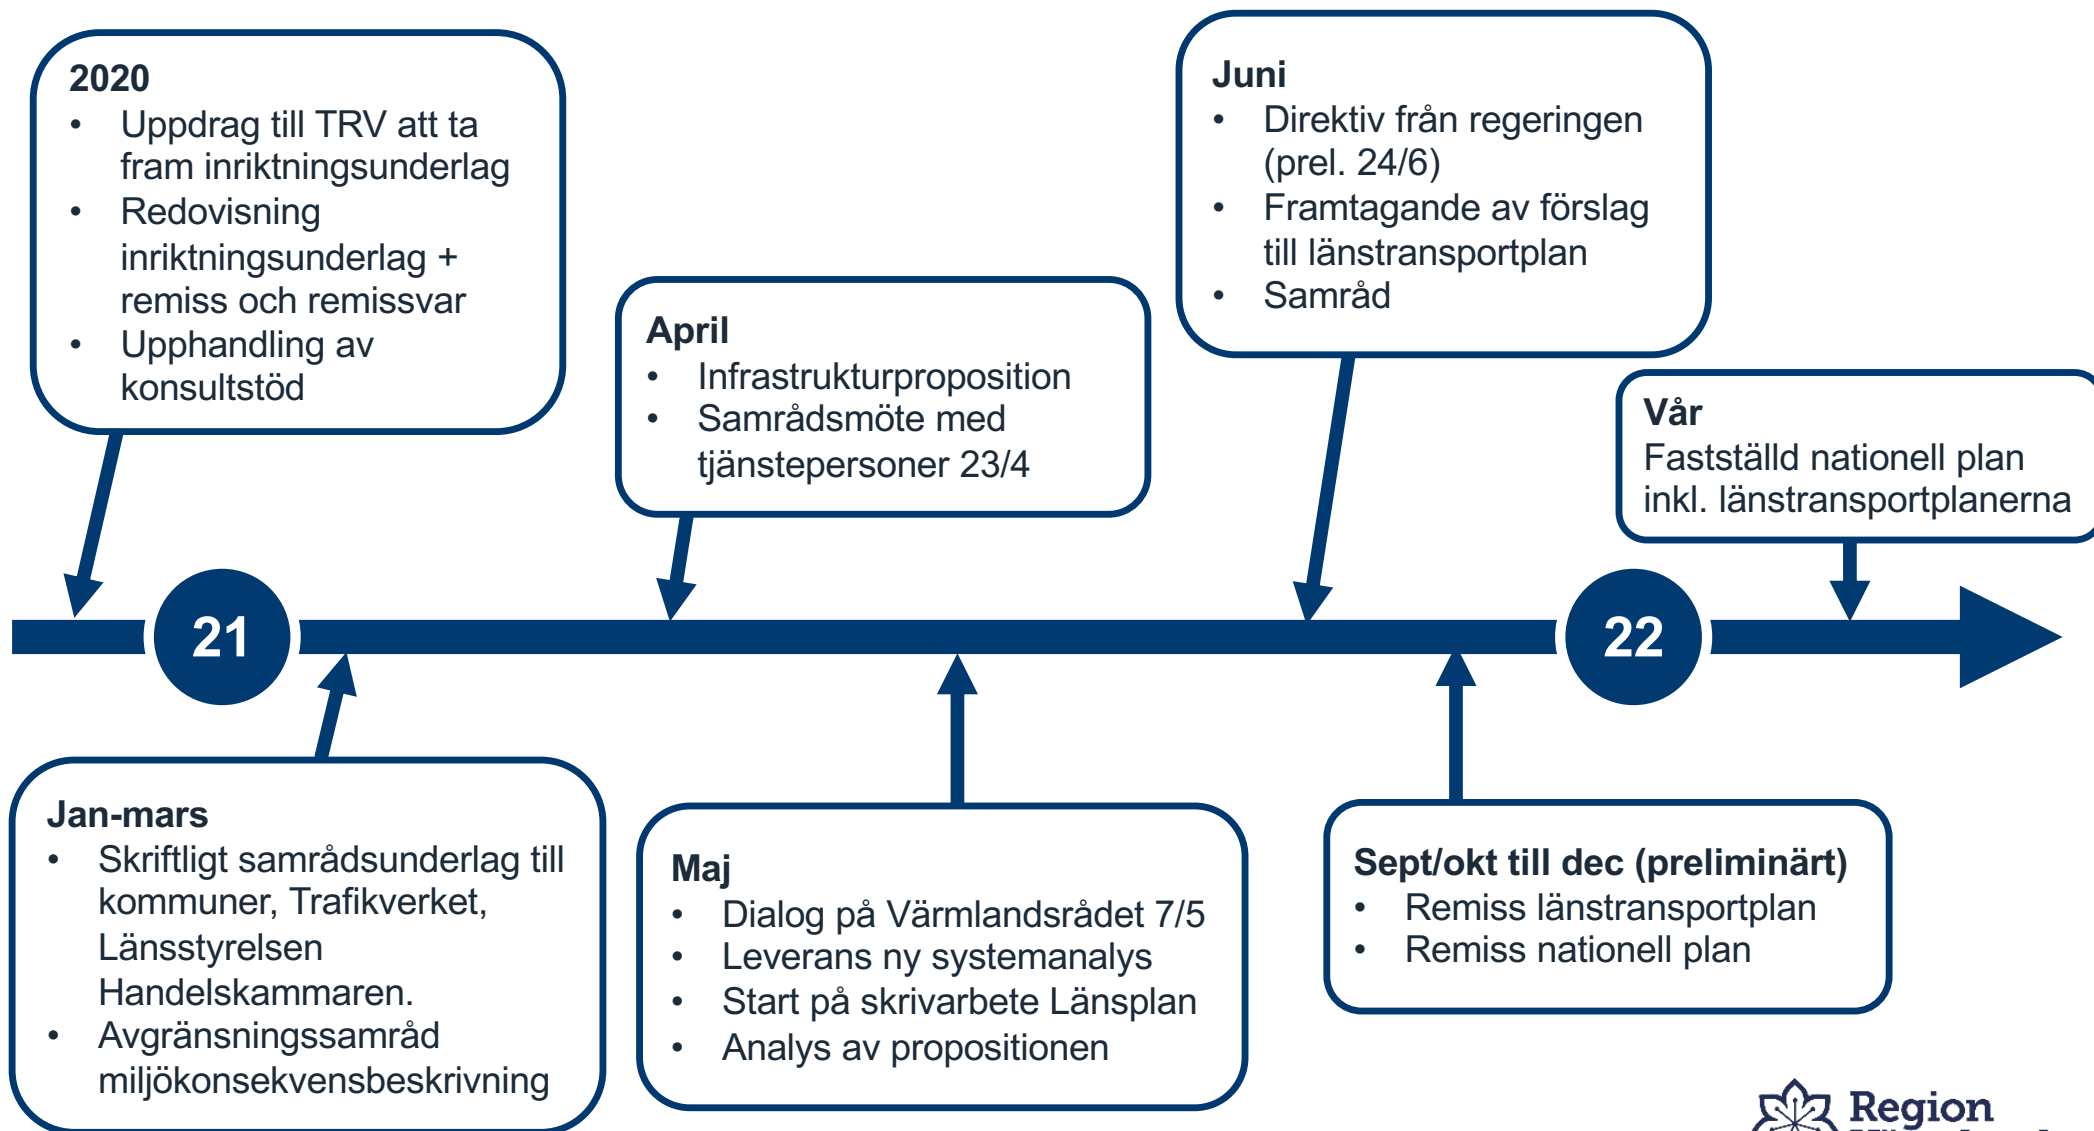 2020
• Uppdrag till TRV att ta
fram inriktningsunderlag
• Redovisning
inriktningsunderlag +
remiss och remissvar
• Upphandling av
konsultstöd
April
• Infrastrukturproposition
• Samrådsmöte med
tjänstepersoner 23/4
Juni
• Direktiv från regeringen
(prel. 24/6)
• Framtagande av förslag
till länstransportplan
• Samråd
Vår
Fastställd nationell plan
inkl. länstransportplanerna
21
22
Jan-mars
• Skriftligt samrådsunderlag till
kommuner, Trafikverket,
Länsstyrelsen
Handelskammaren.
• Avgränsningssamråd
miljökonsekvensbeskrivning
Maj
• Dialog på Värmlandsrådet 7/5
• Leverans ny systemanalys
• Start på skrivarbete Länsplan
• Analys av propositionen
Sept/okt till dec (preliminärt)
• Remiss länstransportplan
• Remiss nationell plan
Region